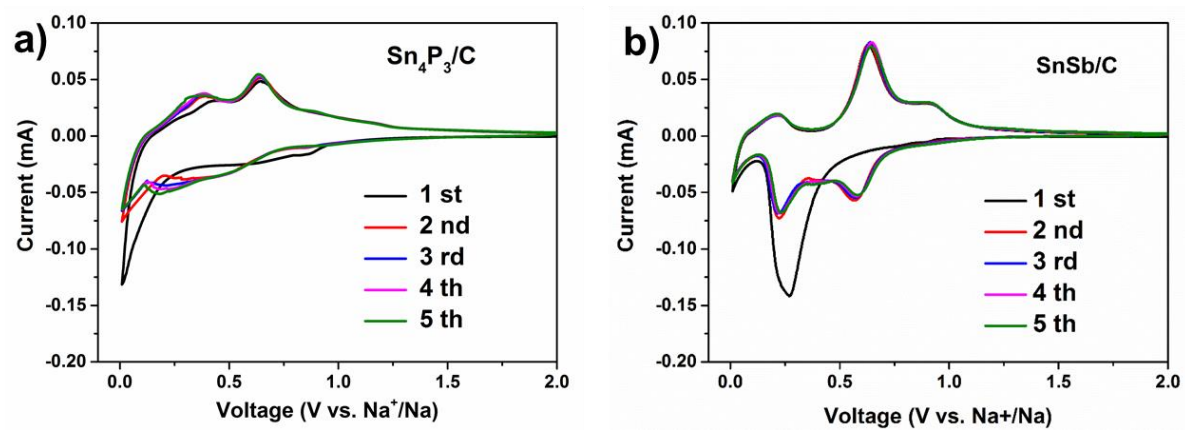 a)
Sn₄P₃/C
Current (mA)
0.10
0.05
0.00
-0.05
-0.10
-0.15
-0.20
1 st
2 nd
3 rd
4 th
5 th
0.0 0.5 1.0 1.5 2.0
Voltage (V vs. Na⁺/Na)
b)
SnSb/C
Current (mA)
0.10
0.05
0.00
-0.05
-0.10
-0.15
-0.20
1 st
2 nd
3 rd
4 th
5 th
0.0 0.5 1.0 1.5 2.0
Voltage (V vs. Na+/Na)